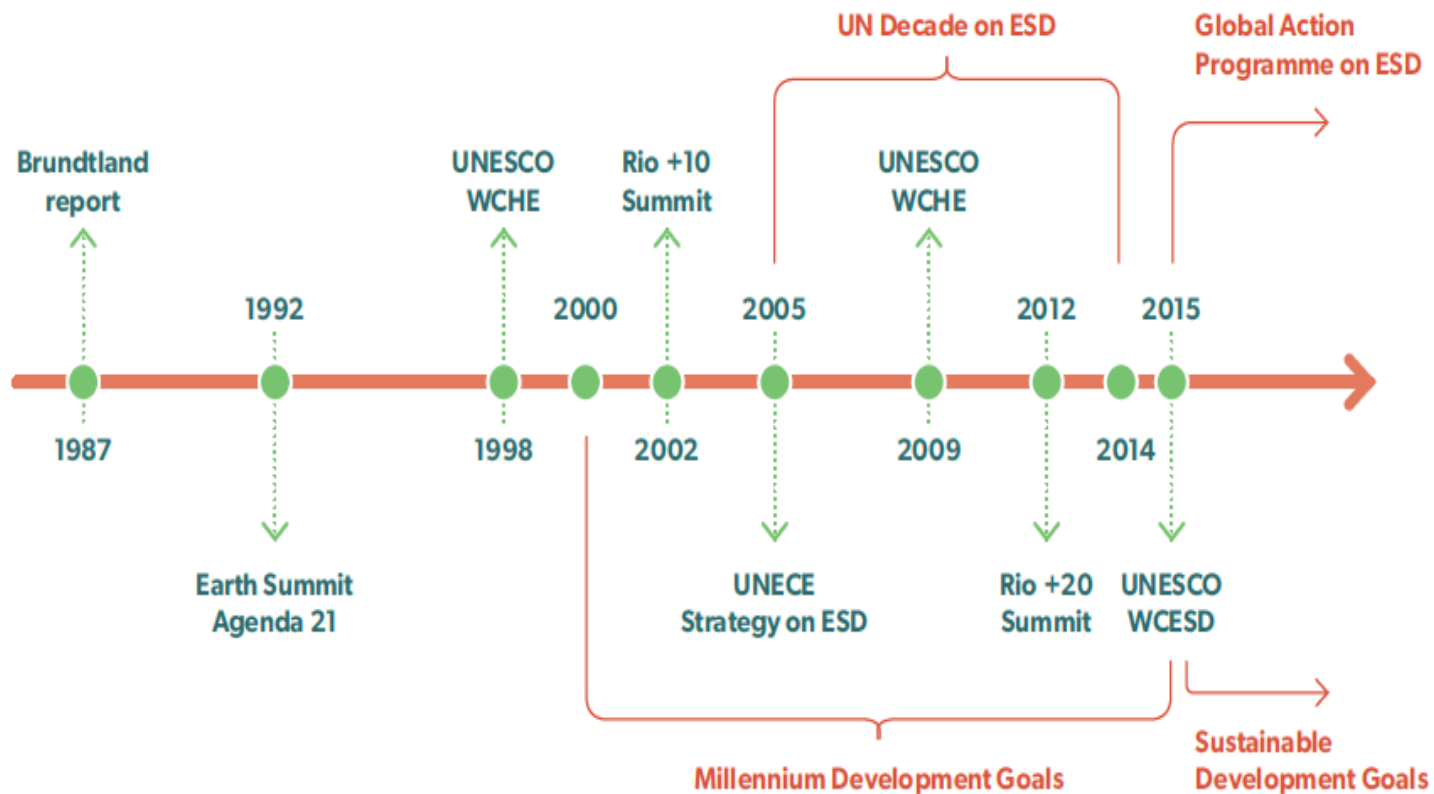 UN Decade on ESD
Global Action
Programme on ESD
Brundtland
report
UNESCO
WCHE
Rio +10
Summit
UNESCO
WCHE
1992
2000
2005
2012
2015
1987
1998
2002
2009
2014
Earth Summit
Agenda 21
UNECE
Strategy on ESD
Rio +20
Summit
UNESCO
WCESD
Millennium Development Goals
Sustainable
Development Goals